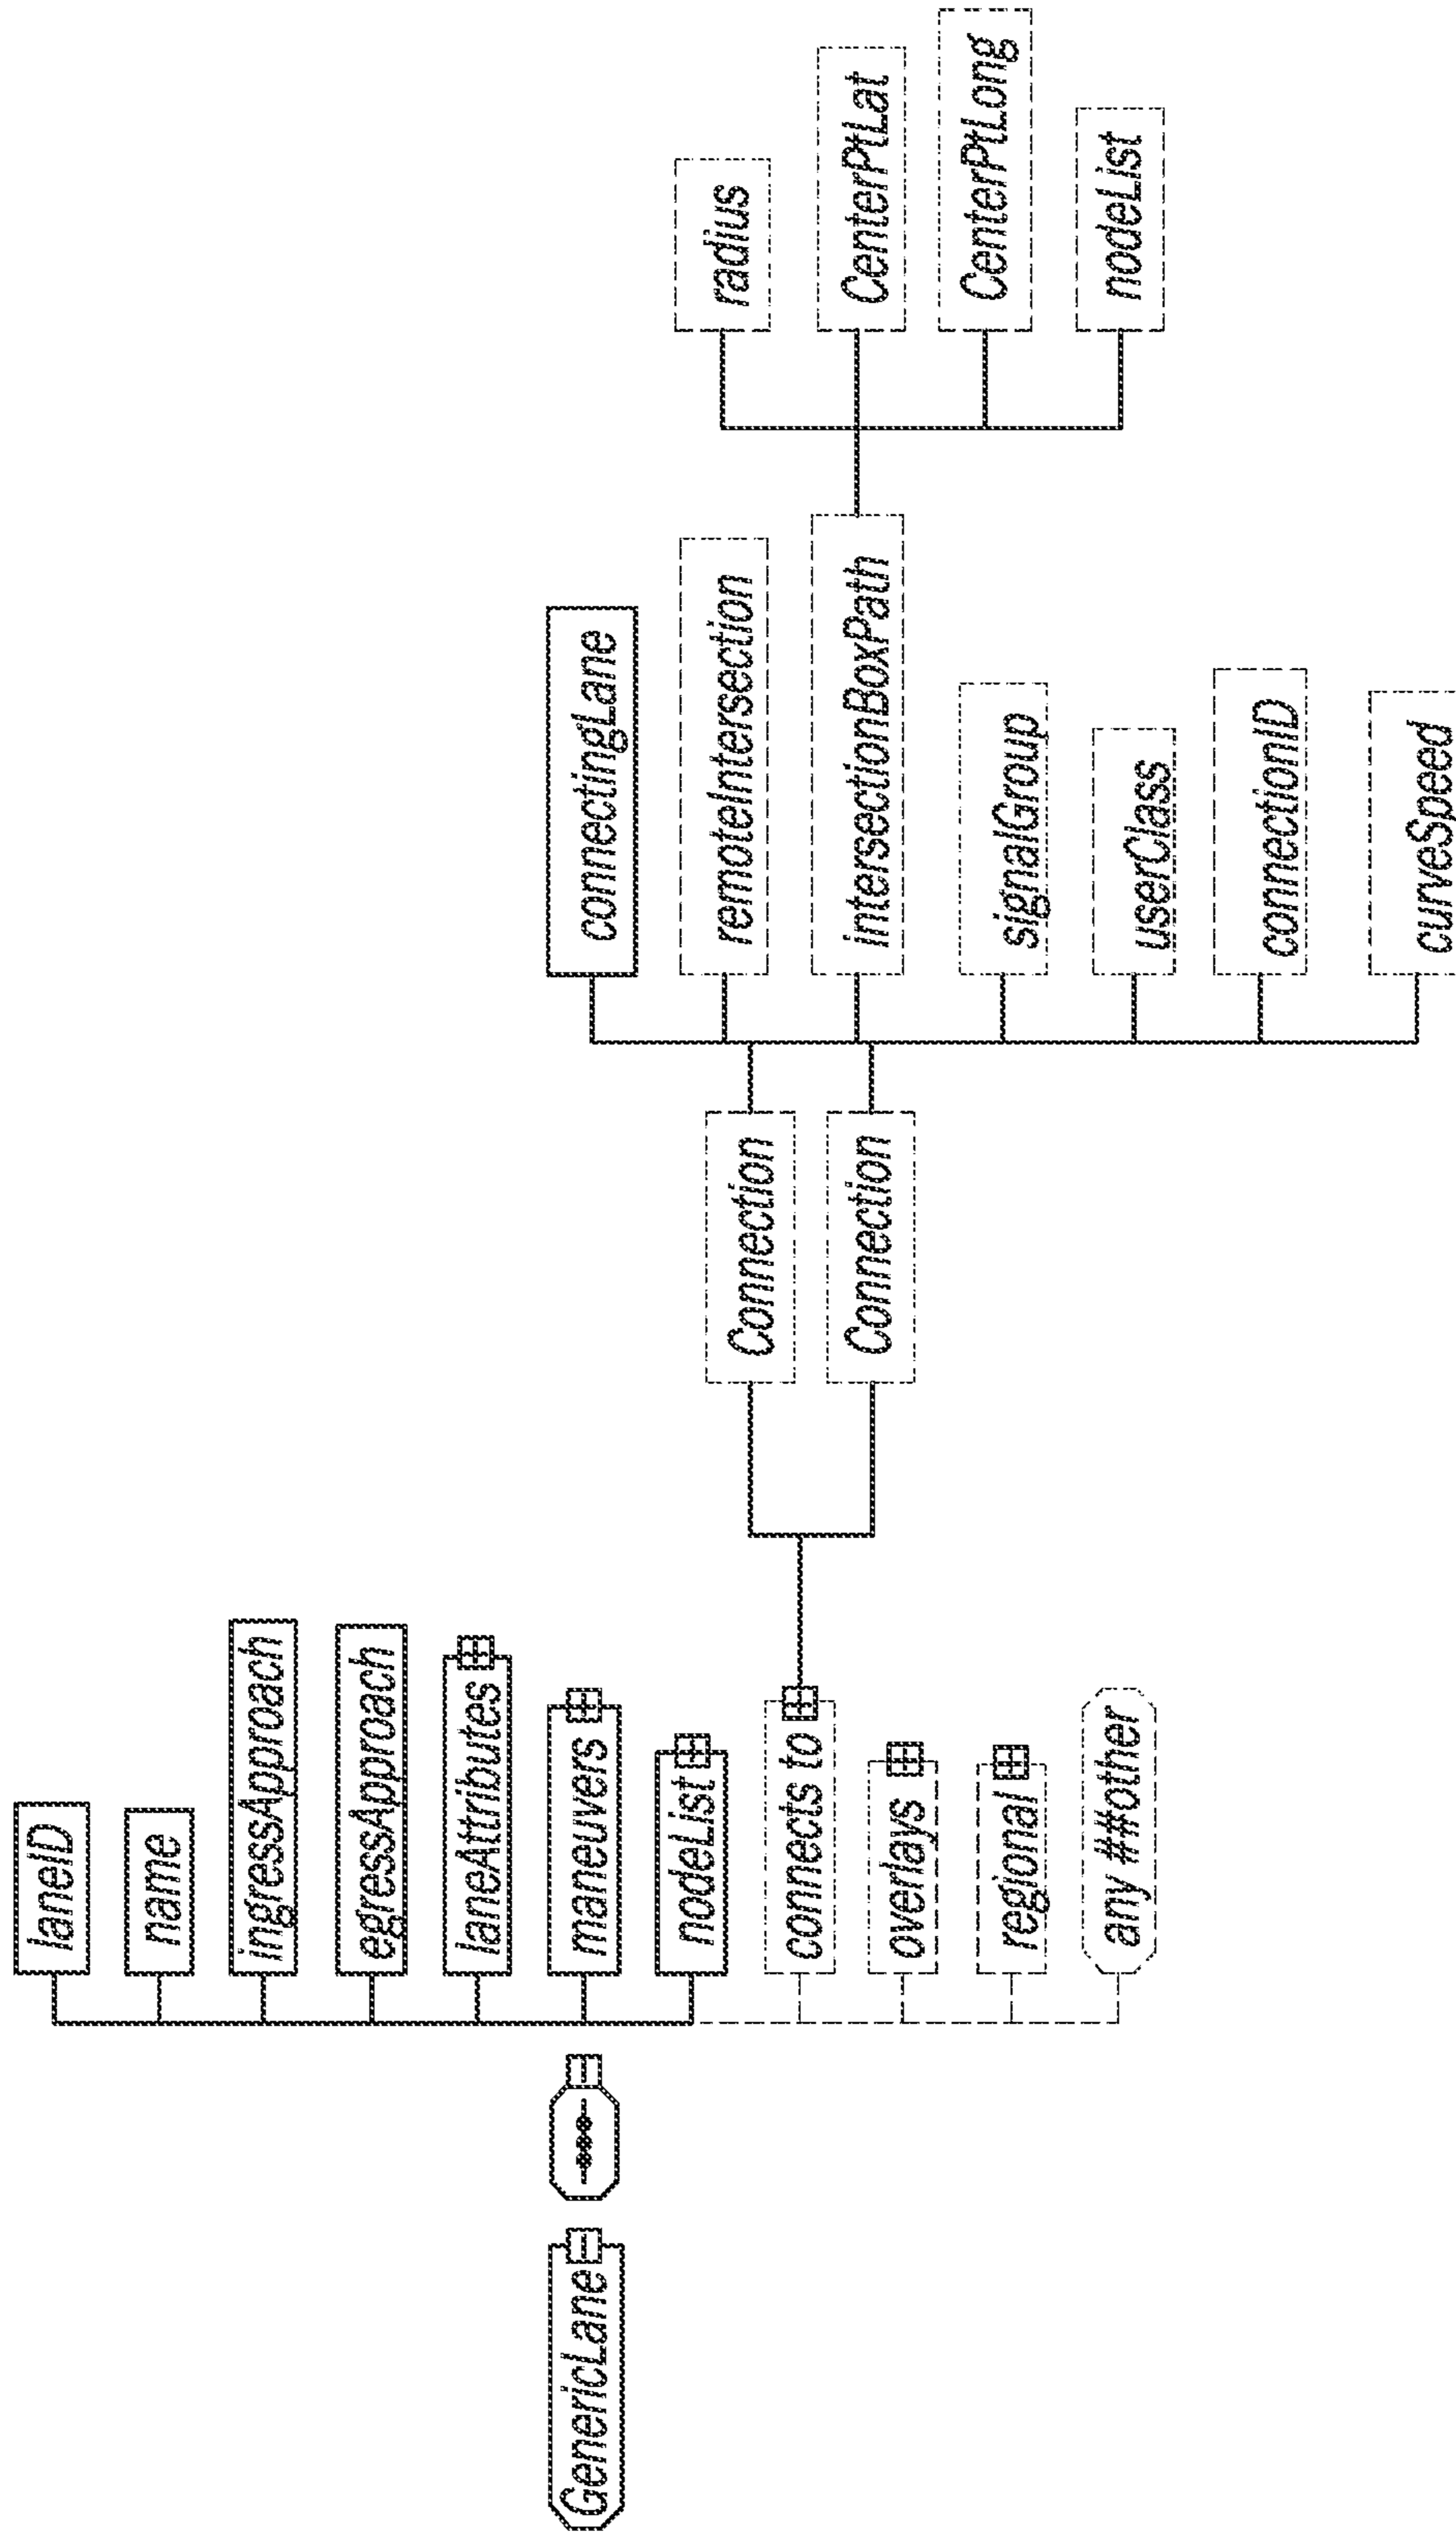 GenericLane
laneID
name
ingressApproach
egressApproach
laneAttributes
maneuvers
nodeList
connects to
overlays
regional
any ##other
Connection
Connection
connectingLane
remoteIntersection
intersectionBoxPath
signalGroup
userClass
connectionID
curveSpeed
radius
CenterPtLat
CenterPtLong
nodeList